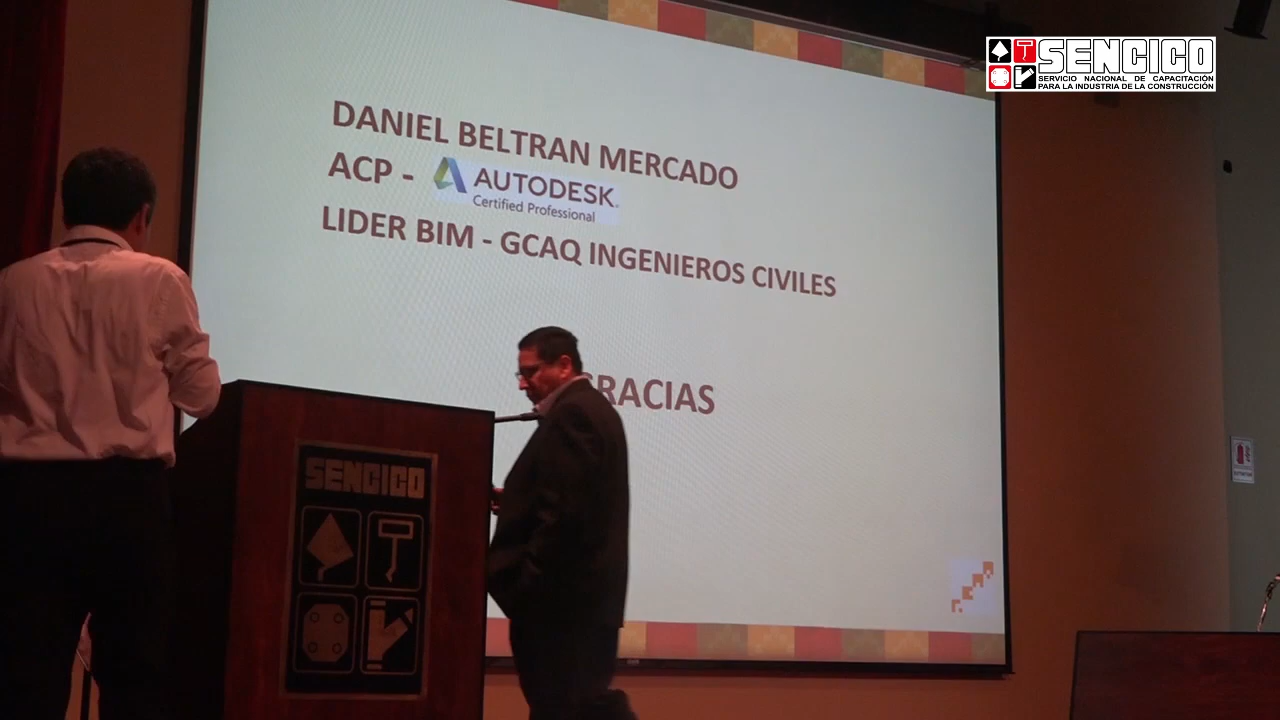 SENCICO
SERVICIO NACIONAL DE CAPACITACIÓN
PARA LA INDUSTRIA DE LA CONSTRUCCIÓN
DANIEL BELTRAN MERCADO
ACP - AUTODESK.
Certified Professional
LIDER BIM - GCAQ INGENIEROS CIVILES
GRACIAS
SENCICO